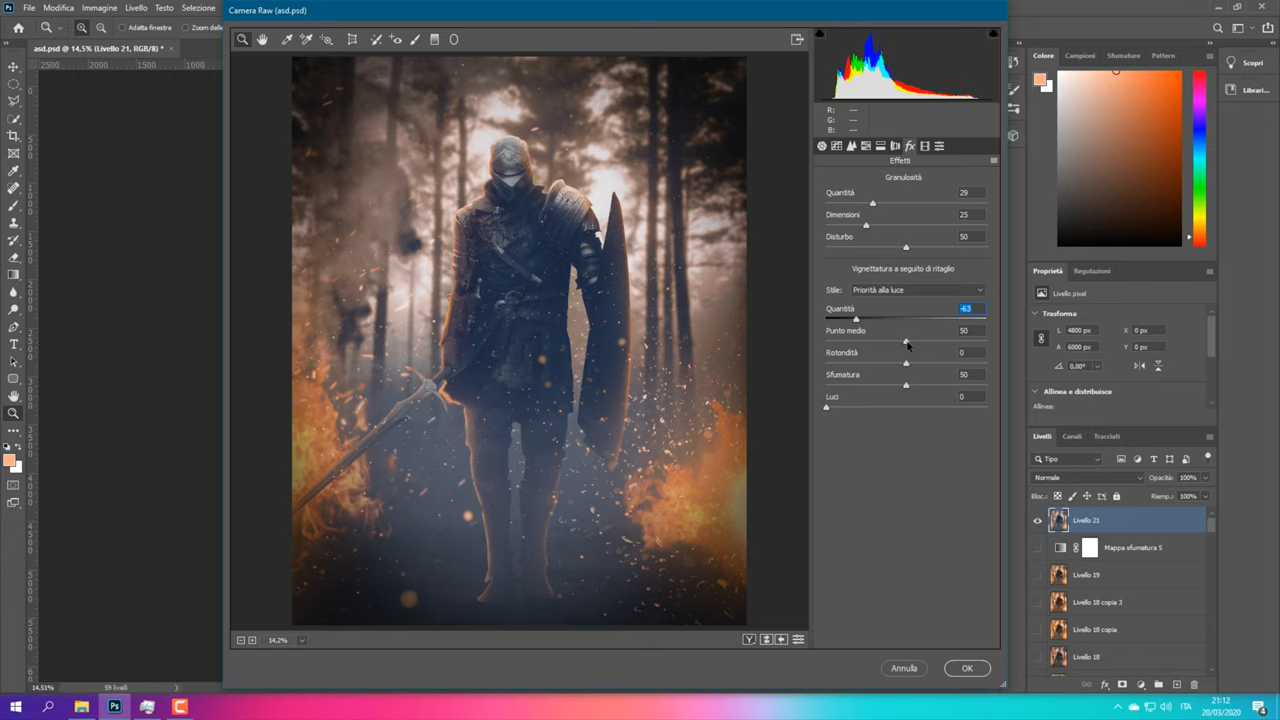 File Modifica Immagine Livello Testo Selezione
Camera Raw (asd.psd)
Adatta finestre
Zoom delle
asd.psd @ 14,5% (Livello 21, RGB/8) * ×
2500 2000 1500 1000
R: ---
G: ---
B: ---
Effetti
Granulosità
Quantità 29
Dimensioni 25
Disturbo 50
Vignettatura a seguito di ritaglio
Stile: Priorità alla luce
Quantità -63
Punto medio 50
Rotondità 0
Sfumatura 50
Luci 0
14,2%
Annulla OK
Colore Campioni Sfumature Pattern
Scopri
Librari...
Proprietà Regolazioni
Livello pixel
Trasforma
L 4800 px X 0 px
A 6000 px Y 0 px
0,00°
Allinea e distribuisce
Allinea:
Livelli Canali Tracciati
Tipo
Normale Opacità: 100%
Bloc.: Riemp.: 100%
Livello 21
Mappa sfumatura 5
Livello 19
Livello 18 copia 3
Livello 18 copia
Livello 18
14,51% 59 livelli
ITA
21:12
20/03/2020
4